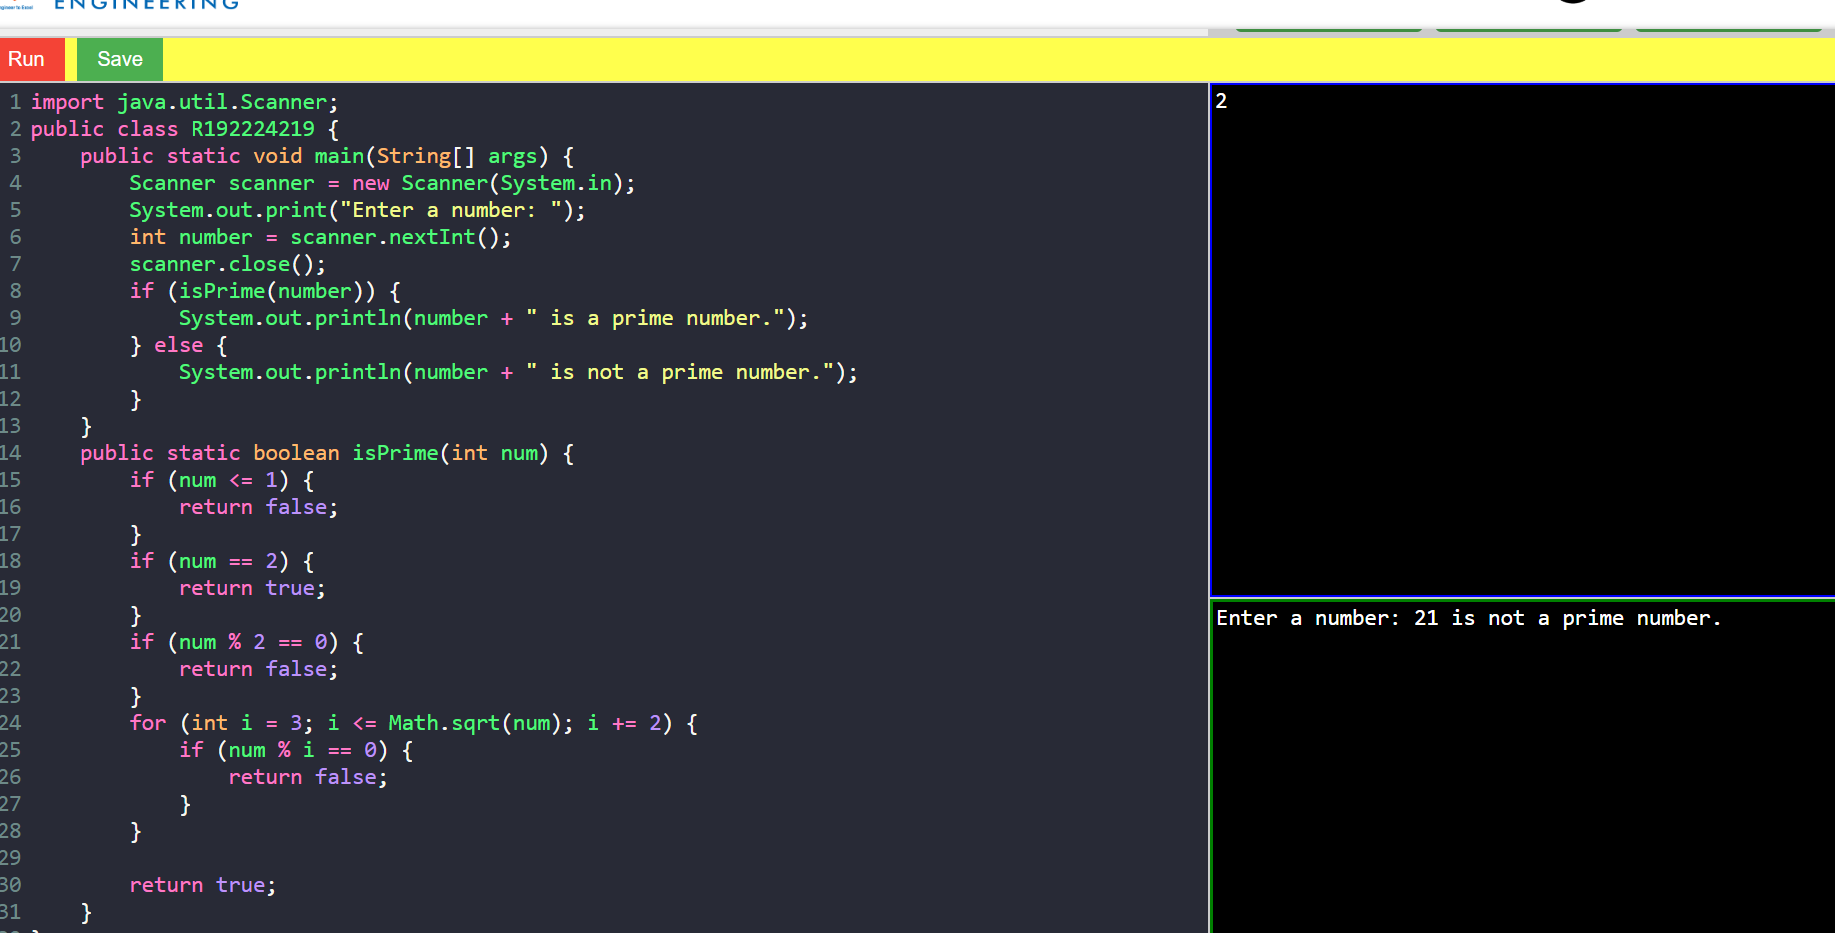 ENGINEERING
Run Save
1 import java.util.Scanner;
2 public class R192224219 {
3     public static void main(String[] args) {
4         Scanner scanner = new Scanner(System.in);
5         System.out.print("Enter a number: ");
6         int number = scanner.nextInt();
7         scanner.close();
8         if (isPrime(number)) {
9             System.out.println(number + " is a prime number.");
10         } else {
11             System.out.println(number + " is not a prime number.");
12         }
13     }
14     public static boolean isPrime(int num) {
15         if (num <= 1) {
16             return false;
17         }
18         if (num == 2) {
19             return true;
20         }
21         if (num % 2 == 0) {
22             return false;
23         }
24         for (int i = 3; i <= Math.sqrt(num); i += 2) {
25             if (num % i == 0) {
26                 return false;
27             }
28         }
29
30         return true;
31     }
2
Enter a number: 21 is not a prime number.